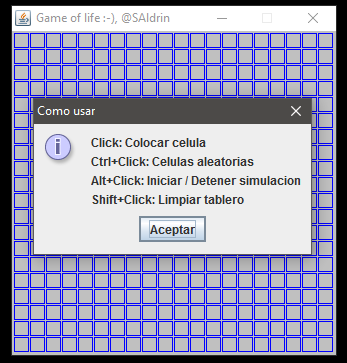 Game of life :-), @SAldrin
Como usar
Click: Colocar celula
Ctrl+Click: Celulas aleatorias
Alt+Click: Iniciar / Detener simulacion
Shift+Click: Limpiar tablero
Aceptar